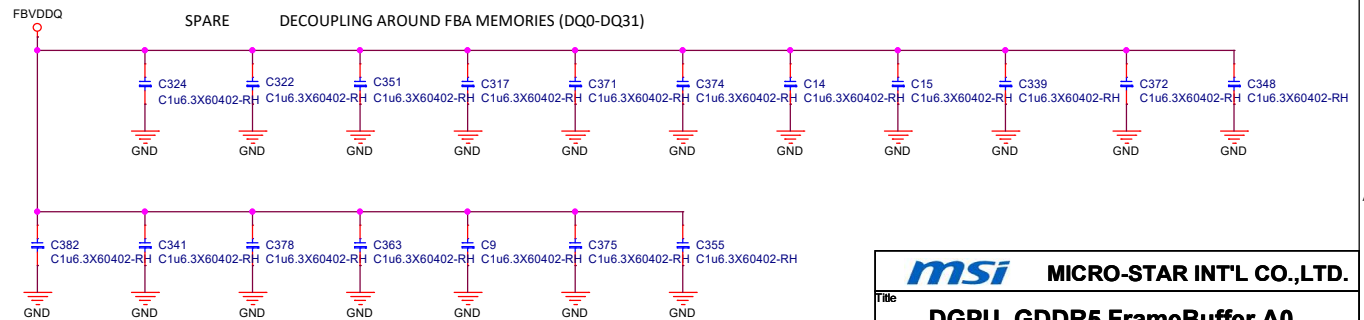 FBVDDQ
SPARE DECOUPLING AROUND FBA MEMORIES (DQ0-DQ31)
C324 C322 C351 C317 C371 C374 C14 C15 C339 C372 C348
C1u6.3X60402-RH C1u6.3X60402-RH C1u6.3X60402-RH C1u6.3X60402-RH C1u6.3X60402-RH C1u6.3X60402-RH C1u6.3X60402-RH C1u6.3X60402-RH C1u6.3X60402-RH C1u6.3X60402-RH C1u6.3X60402-RH
GND GND GND GND GND GND GND GND GND GND GND
C382 C341 C378 C363 C9 C375 C355
C1u6.3X60402-RH C1u6.3X60402-RH C1u6.3X60402-RH C1u6.3X60402-RH C1u6.3X60402-RH C1u6.3X60402-RH C1u6.3X60402-RH
GND GND GND GND GND GND GND
msi MICRO-STAR INT'L CO.,LTD.
Title
DGPU_GDDR5 FrameBuffer A0